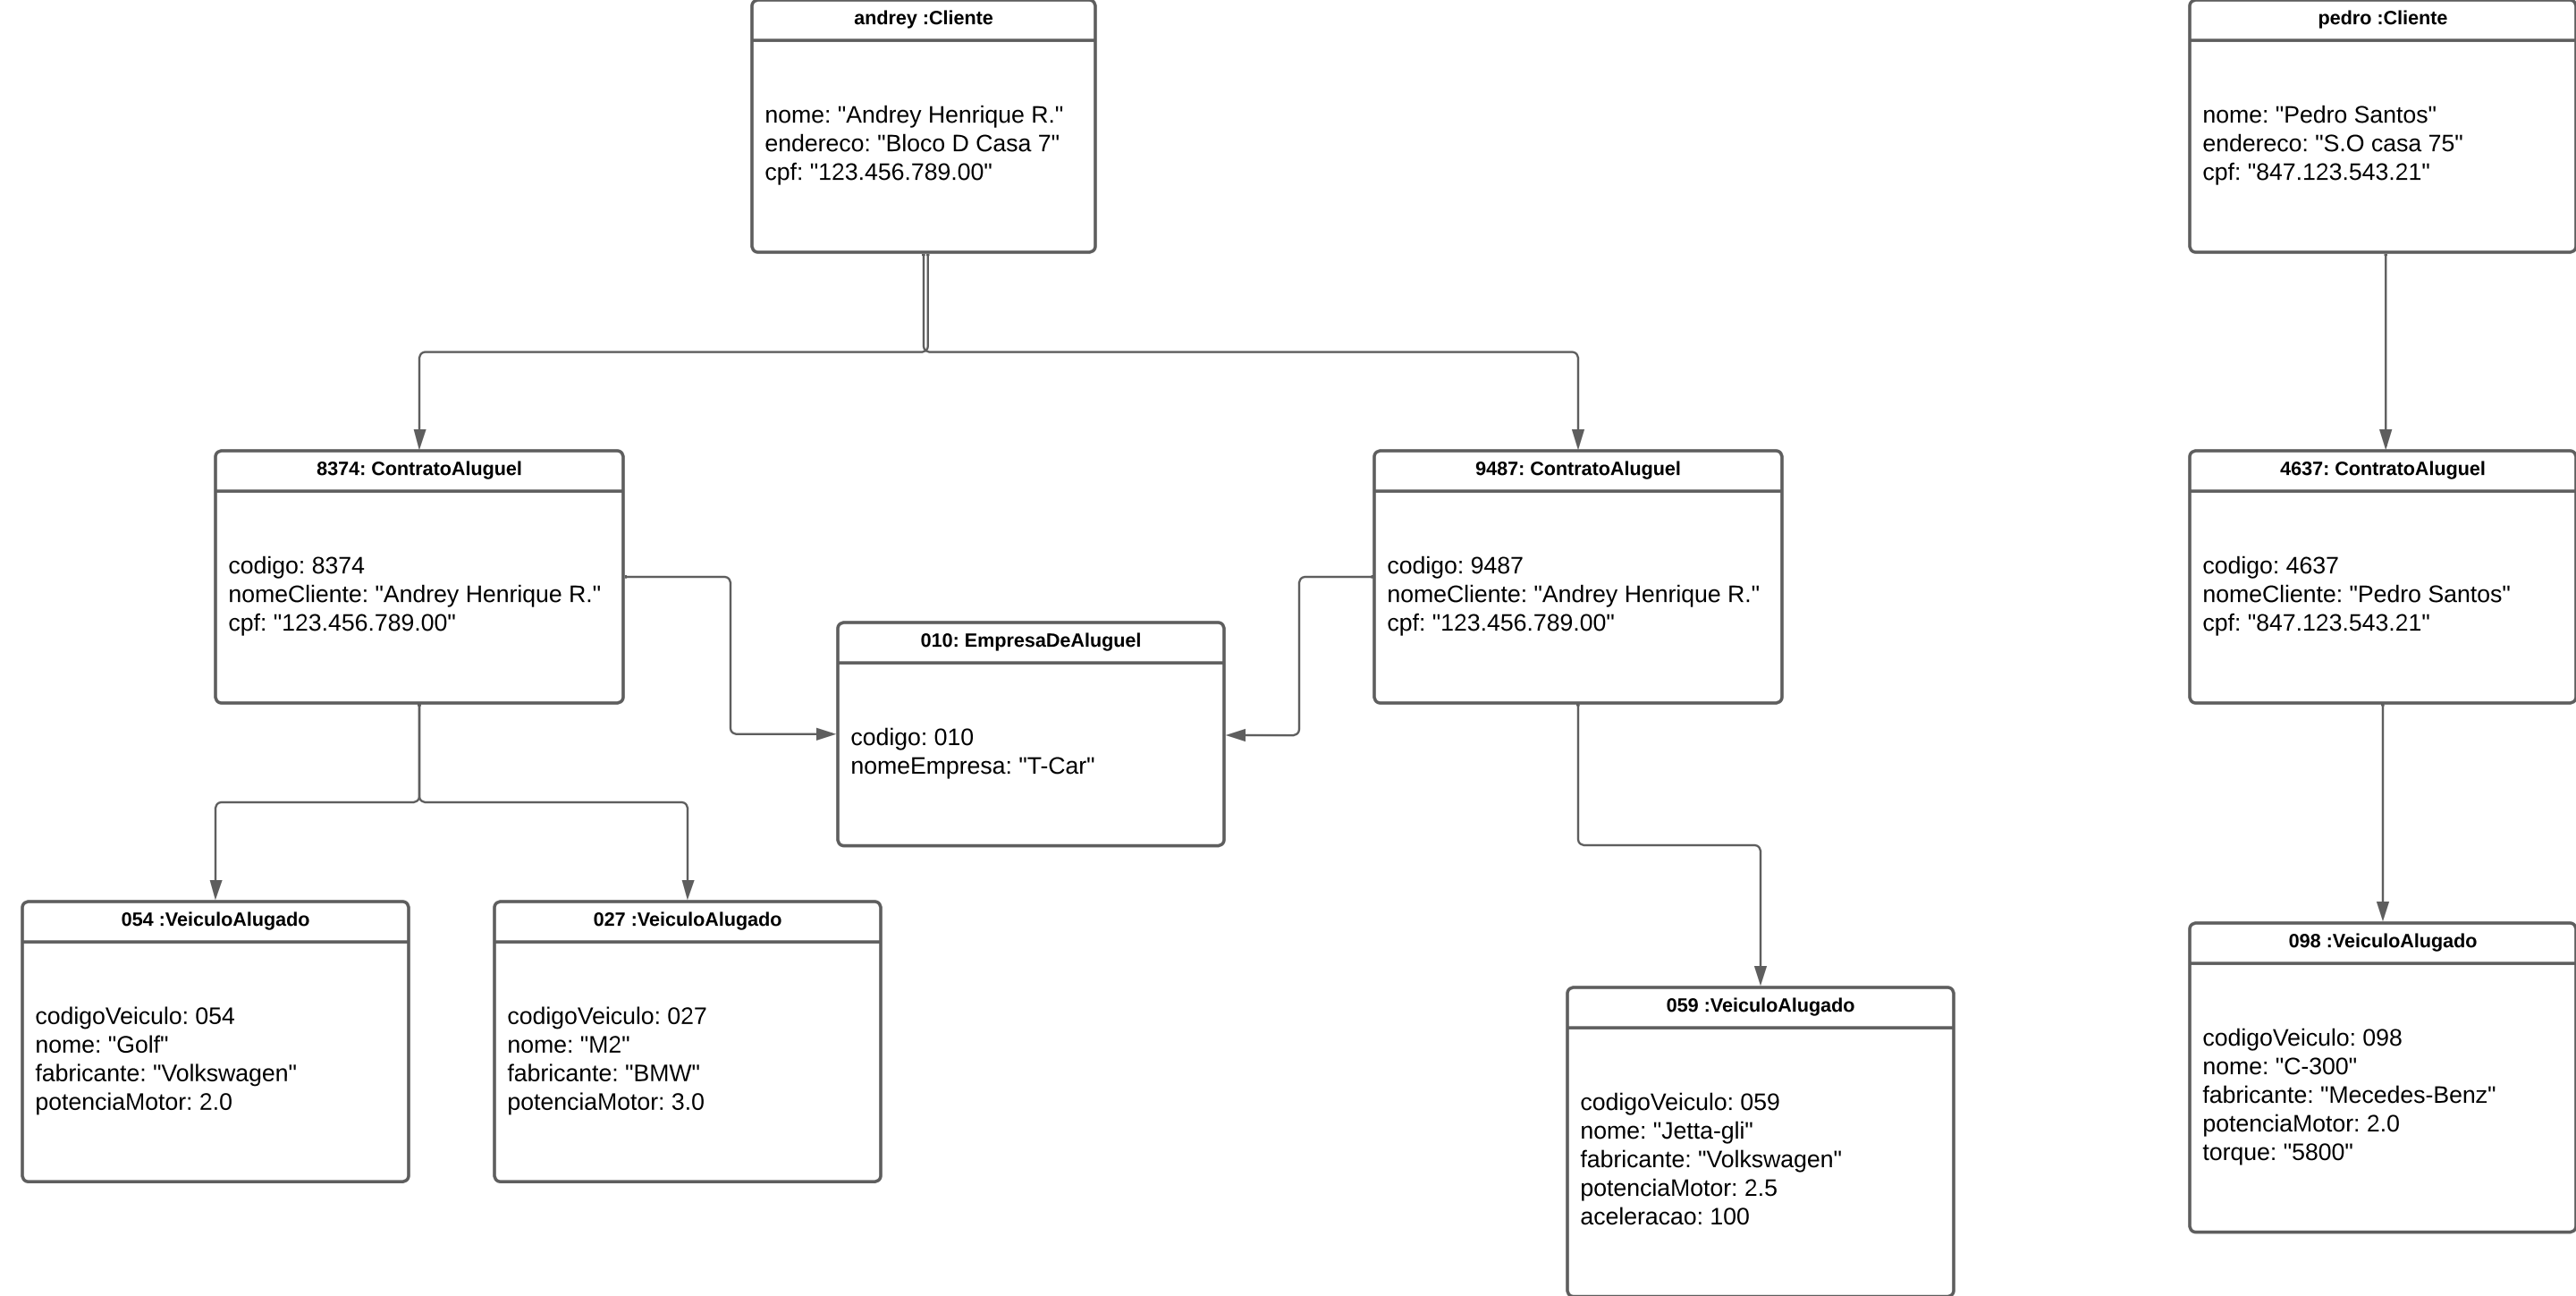 andrey :Cliente
nome: "Andrey Henrique R."
endereco: "Bloco D Casa 7"
cpf: "123.456.789.00"
pedro :Cliente
nome: "Pedro Santos"
endereco: "S.O casa 75"
cpf: "847.123.543.21"
8374: ContratoAluguel
codigo: 8374
nomeCliente: "Andrey Henrique R."
cpf: "123.456.789.00"
010: EmpresaDeAluguel
codigo: 010
nomeEmpresa: "T-Car"
9487: ContratoAluguel
codigo: 9487
nomeCliente: "Andrey Henrique R."
cpf: "123.456.789.00"
4637: ContratoAluguel
codigo: 4637
nomeCliente: "Pedro Santos"
cpf: "847.123.543.21"
054 :VeiculoAlugado
codigoVeiculo: 054
nome: "Golf"
fabricante: "Volkswagen"
potenciaMotor: 2.0
027 :VeiculoAlugado
codigoVeiculo: 027
nome: "M2"
fabricante: "BMW"
potenciaMotor: 3.0
059 :VeiculoAlugado
codigoVeiculo: 059
nome: "Jetta-gli"
fabricante: "Volkswagen"
potenciaMotor: 2.5
aceleracao: 100
098 :VeiculoAlugado
codigoVeiculo: 098
nome: "C-300"
fabricante: "Mecedes-Benz"
potenciaMotor: 2.0
torque: "5800"